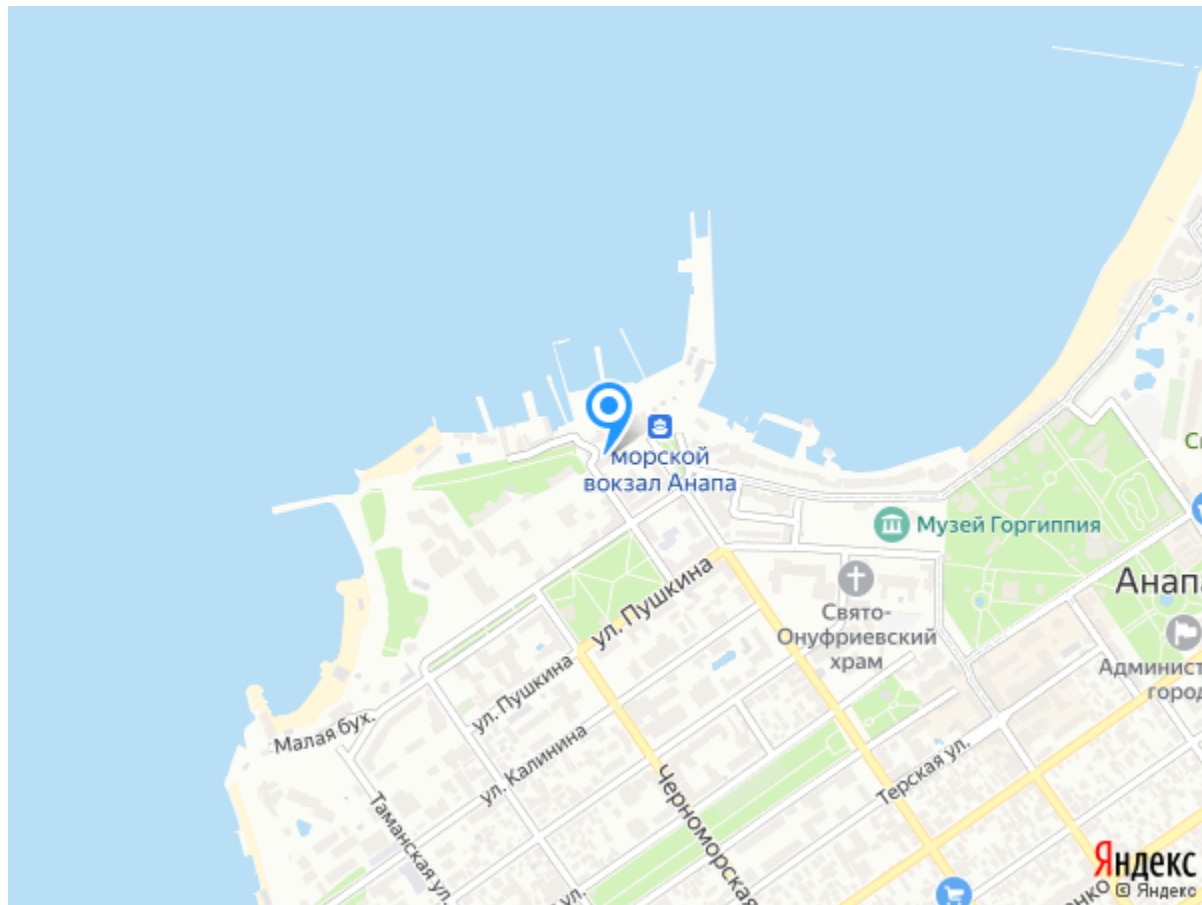 морской
вокзал Анапа
Музей Горгиппия
Анапа
ул. Пушкина
Свято-
Онуфриевский
храм
Админист
город
ул. Пушкина
Малая бух.
ул. Калинина
Терская ул.
Таманская ул.
Черноморская
ул.
Яндекс
© Яндекс